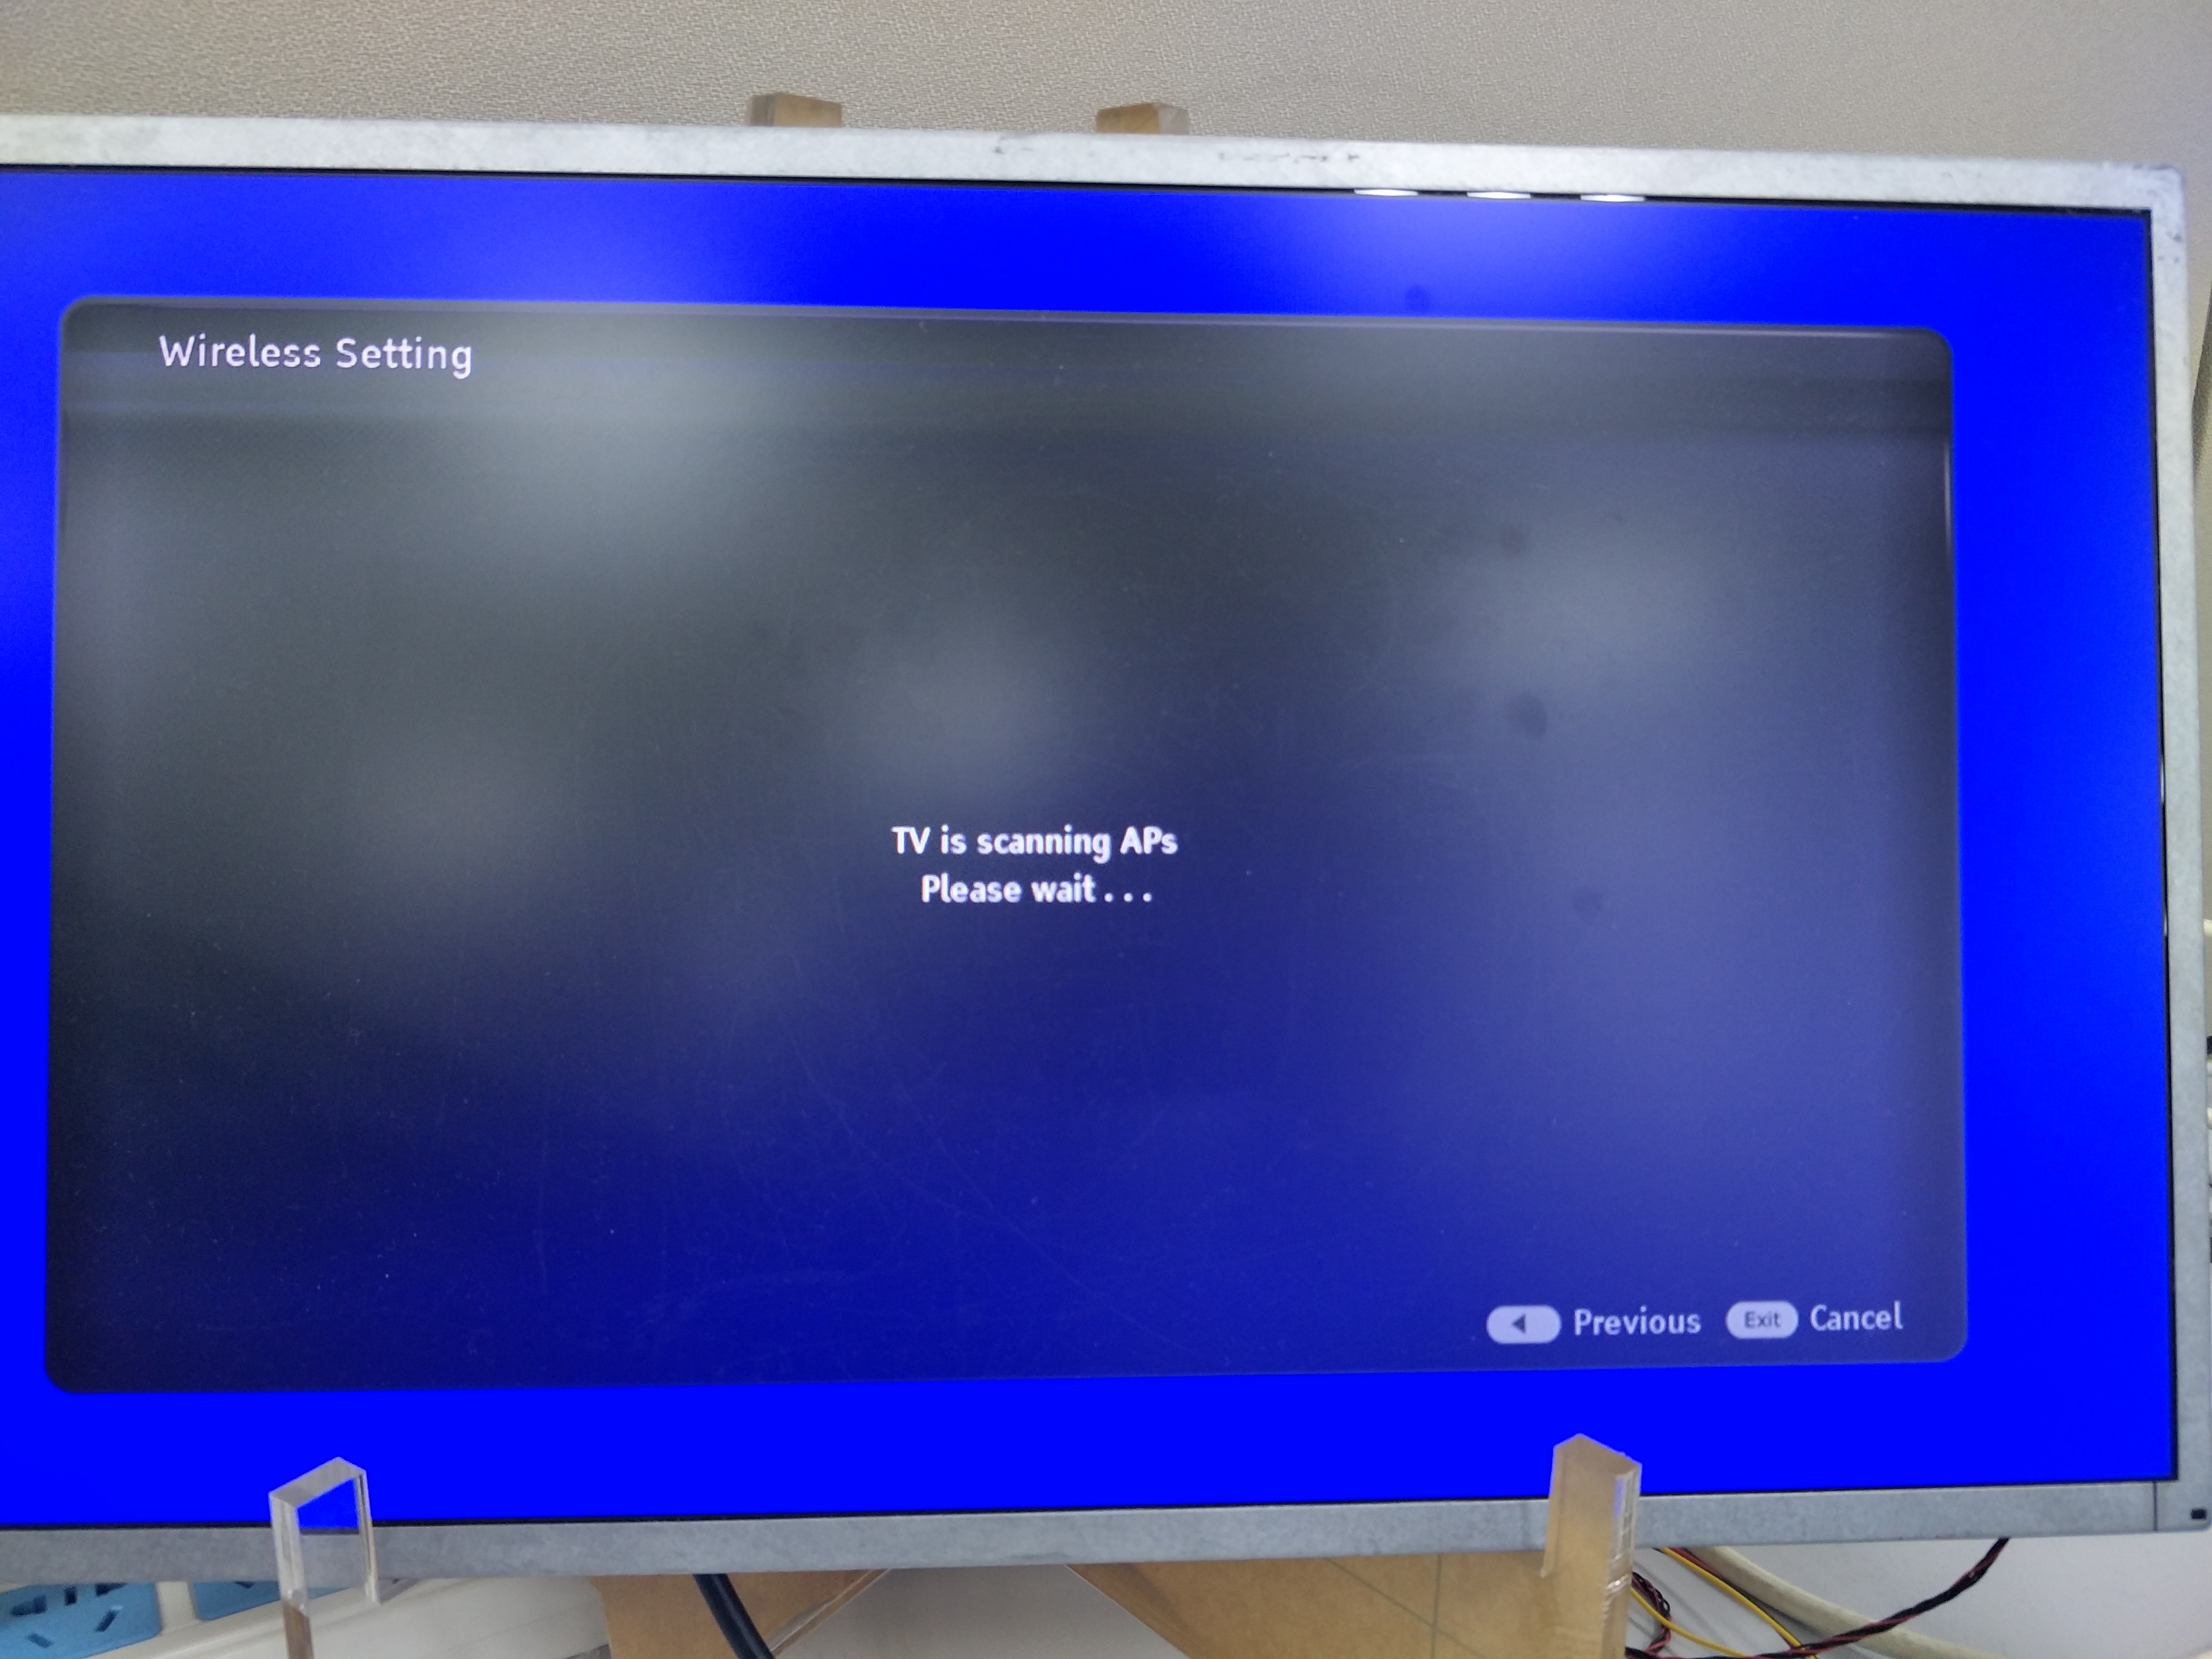 Wireless Setting
TV is scanning APs
Please wait...
Previous Exit Cancel